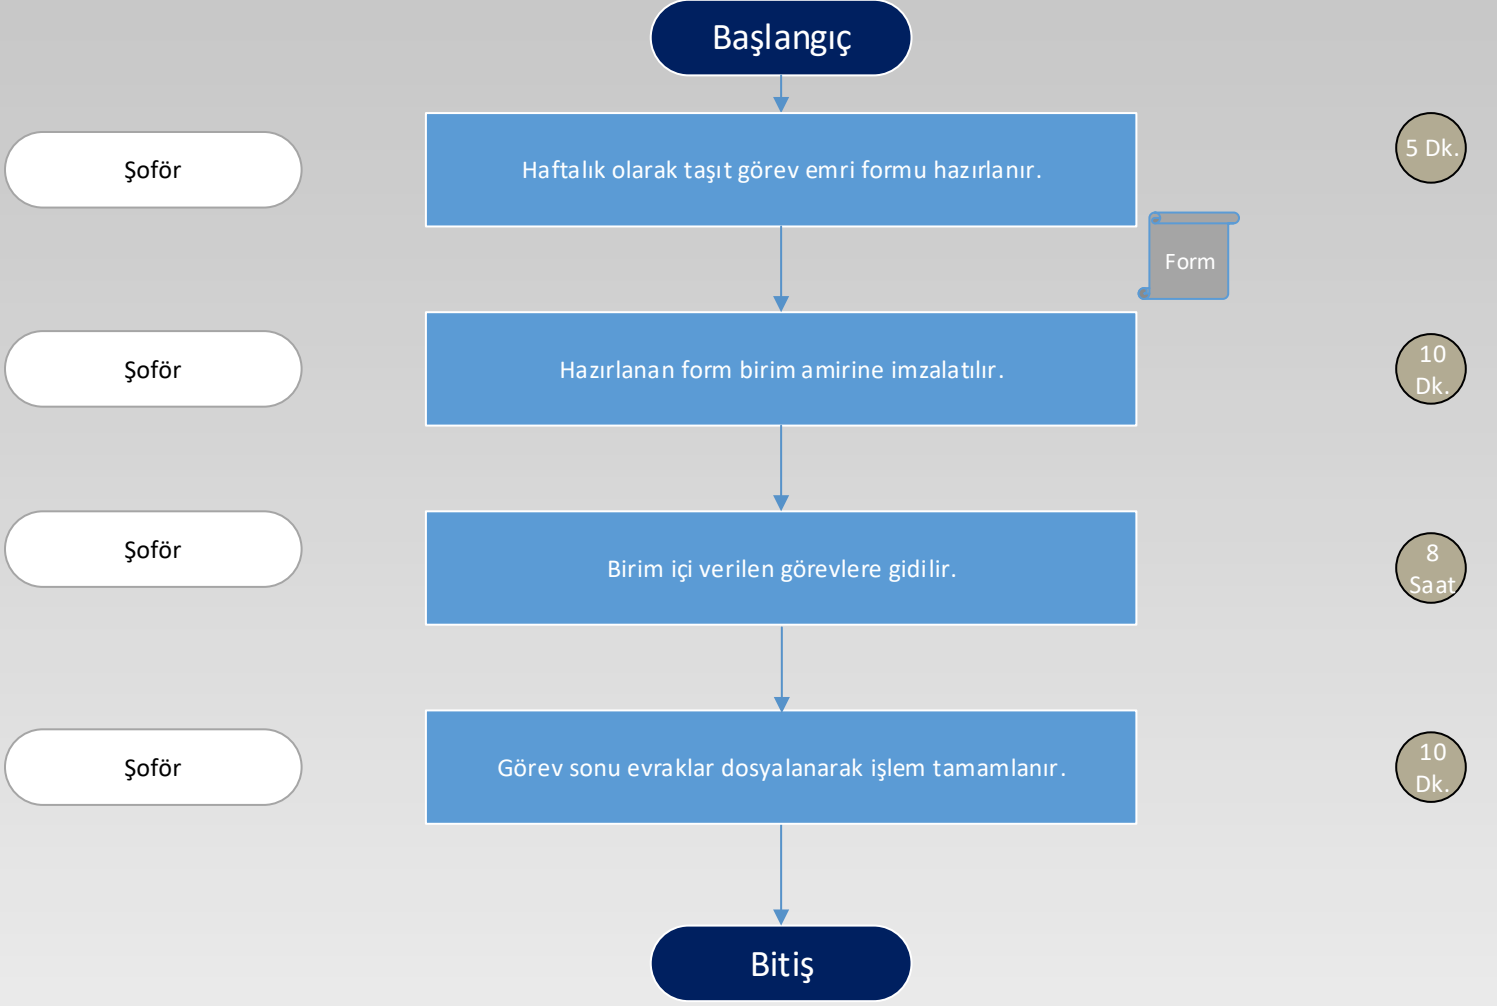 Başlangıç
Şoför
Haftalık olarak taşıt görev emri formu hazırlanır.
5 Dk.
Form
Şoför
Hazırlanan form birim amirine imzalatılır.
10
Dk.
Şoför
Birim içi verilen görevlere gidilir.
8
Saat
Şoför
Görev sonu evraklar dosyalanarak işlem tamamlanır.
10
Dk.
Bitiş